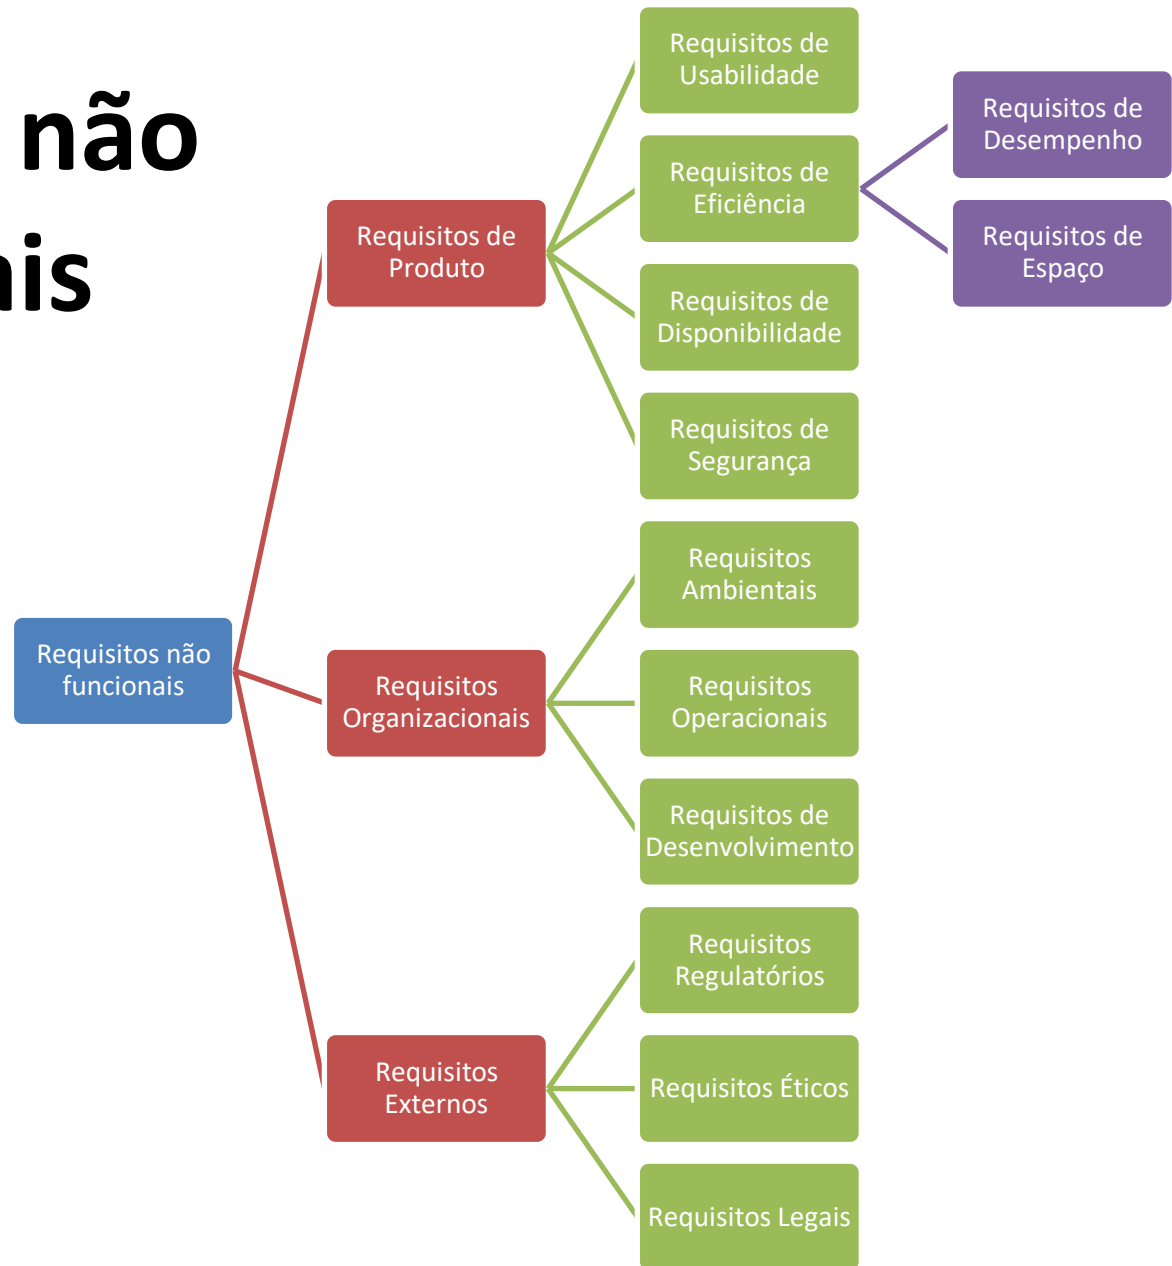 não
ais
Requisitos não
funcionais
Requisitos de
Produto
Requisitos de
Usabilidade
Requisitos de
Eficiência
Requisitos de
Desempenho
Requisitos de
Espaço
Requisitos de
Disponibilidade
Requisitos de
Segurança
Requisitos
Organizacionais
Requisitos
Ambientais
Requisitos
Operacionais
Requisitos de
Desenvolvimento
Requisitos
Externos
Requisitos
Regulatórios
Requisitos Éticos
Requisitos Legais